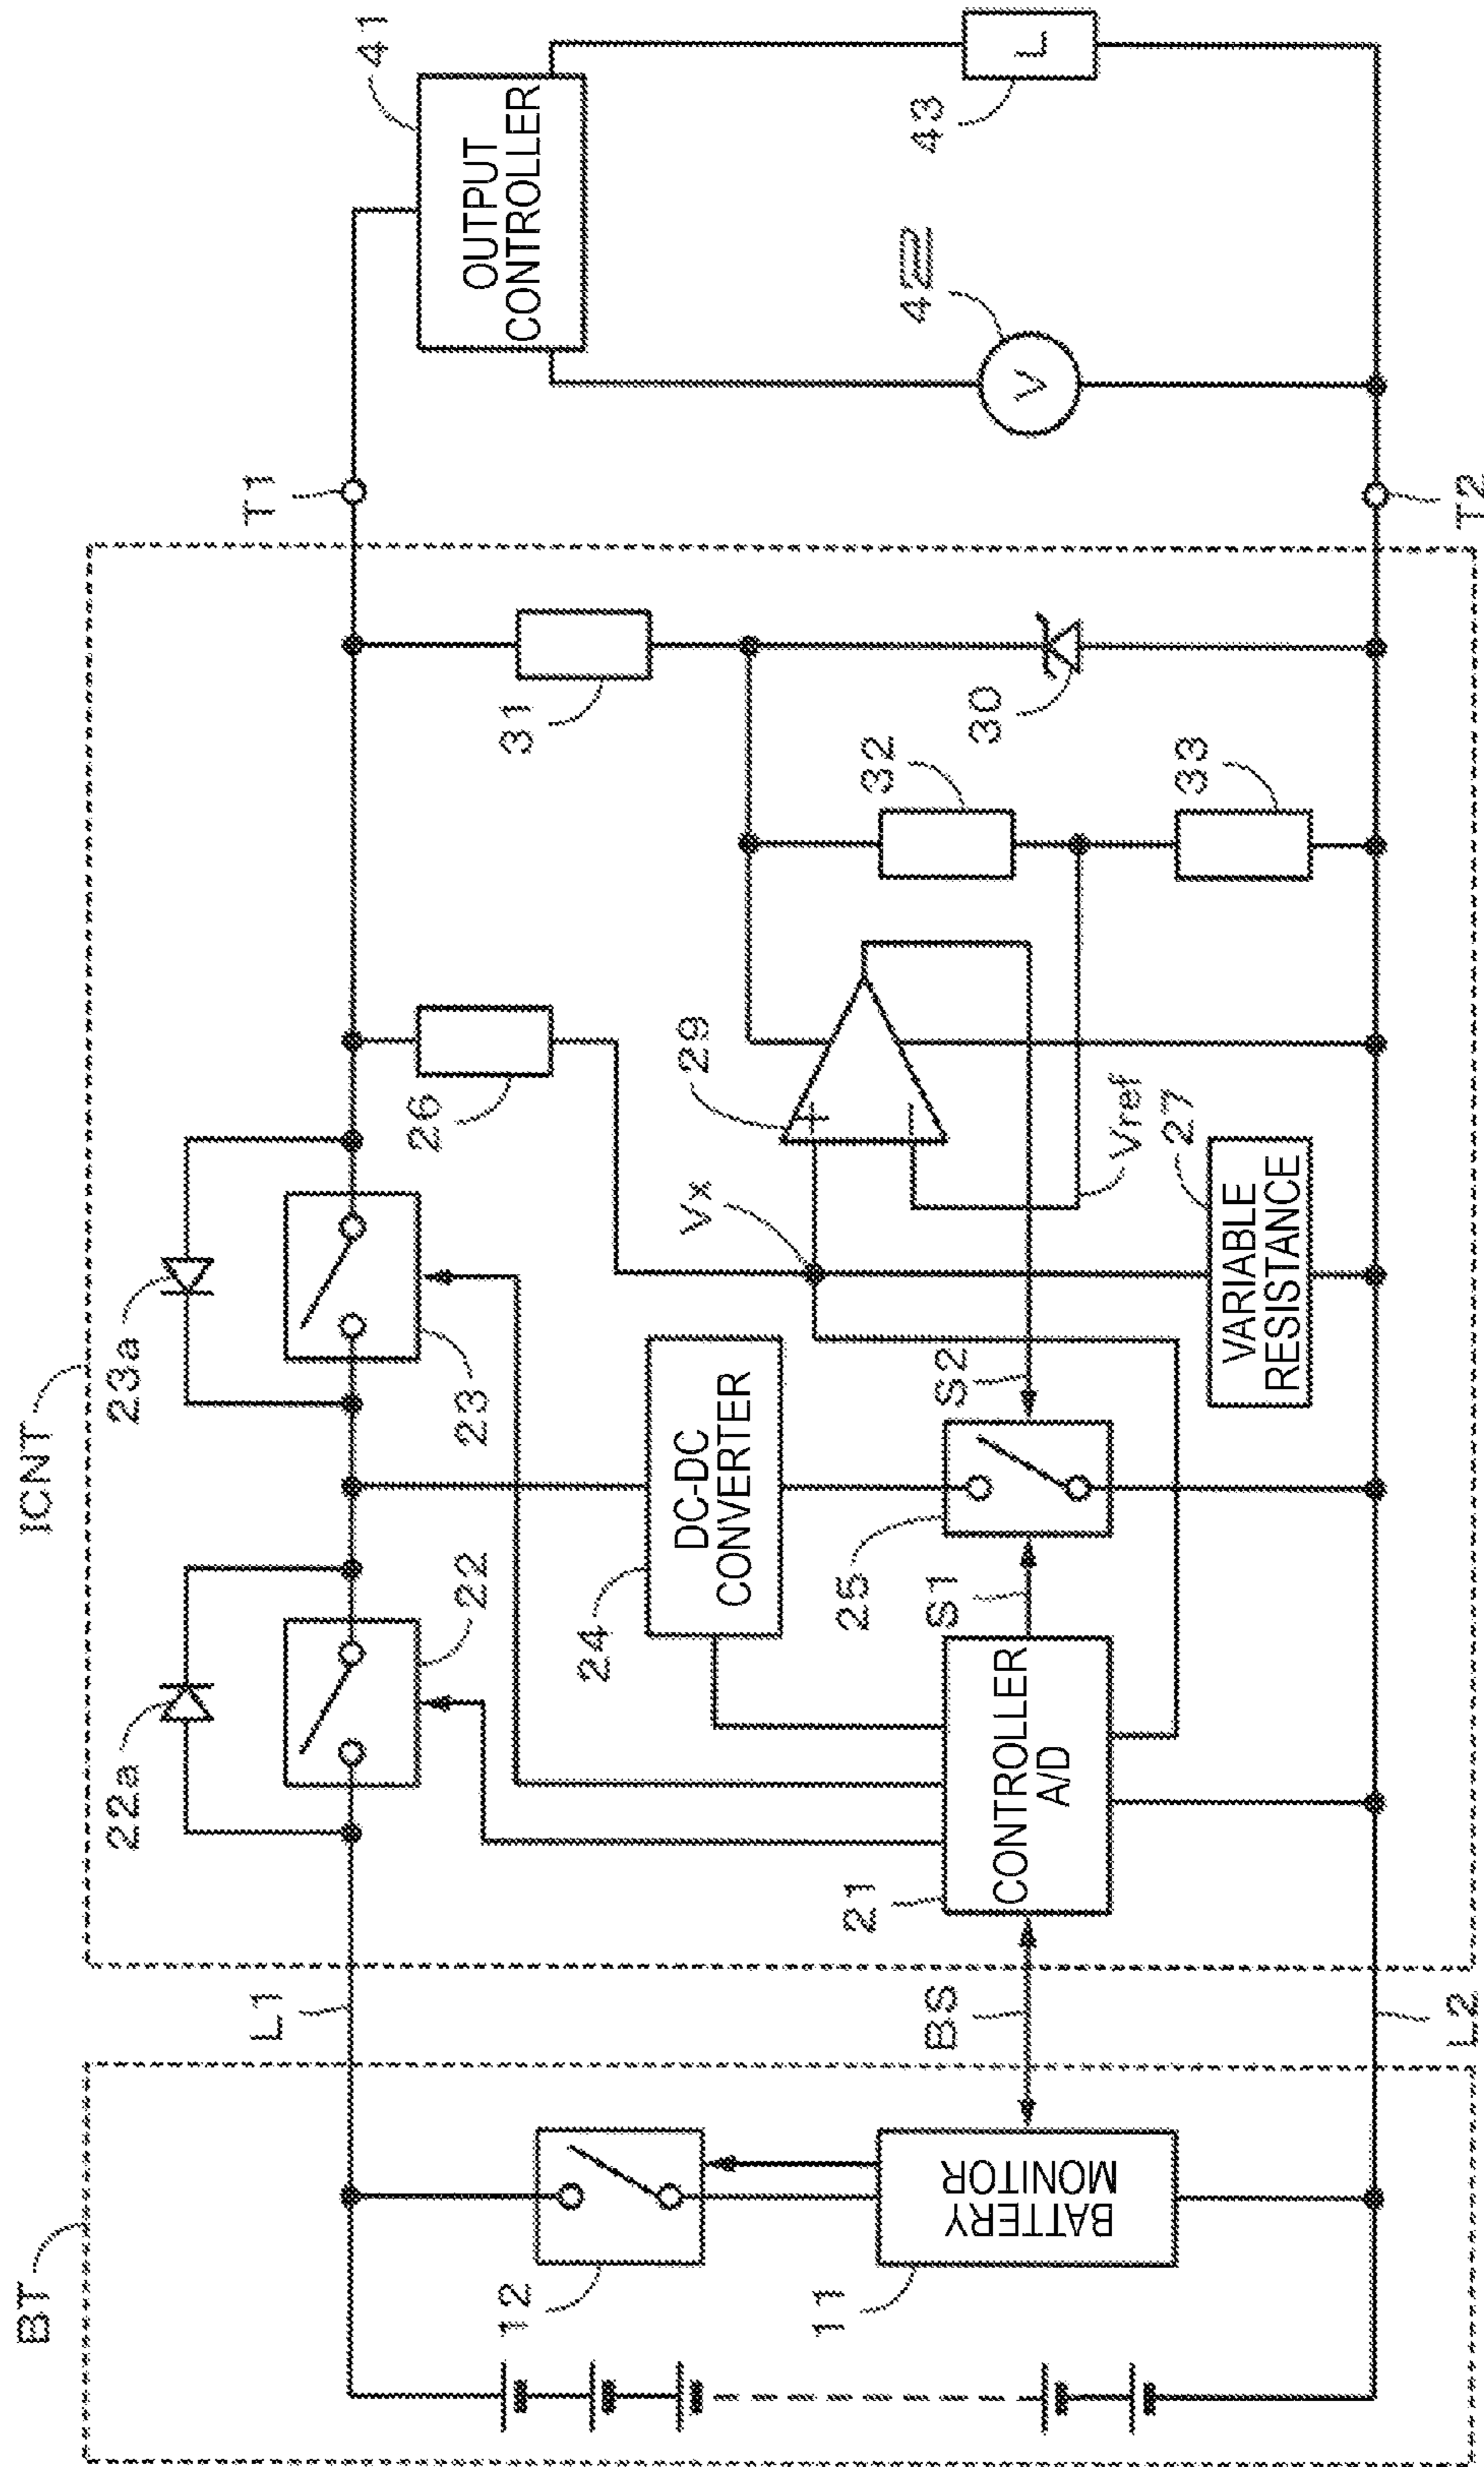 BT
ICNT
22a
23a
L1
22
23
T1
41
OUTPUT
CONTROLLER
12
24
DC-DC
CONVERTER
26
31
Vx
29
32
42
43
V
L
11
BATTERY
MONITOR
BS
21
CONTROLLER
A/D
25
S1
S2
+
−
Vref
30
33
27
VARIABLE
RESISTANCE
L2
T2